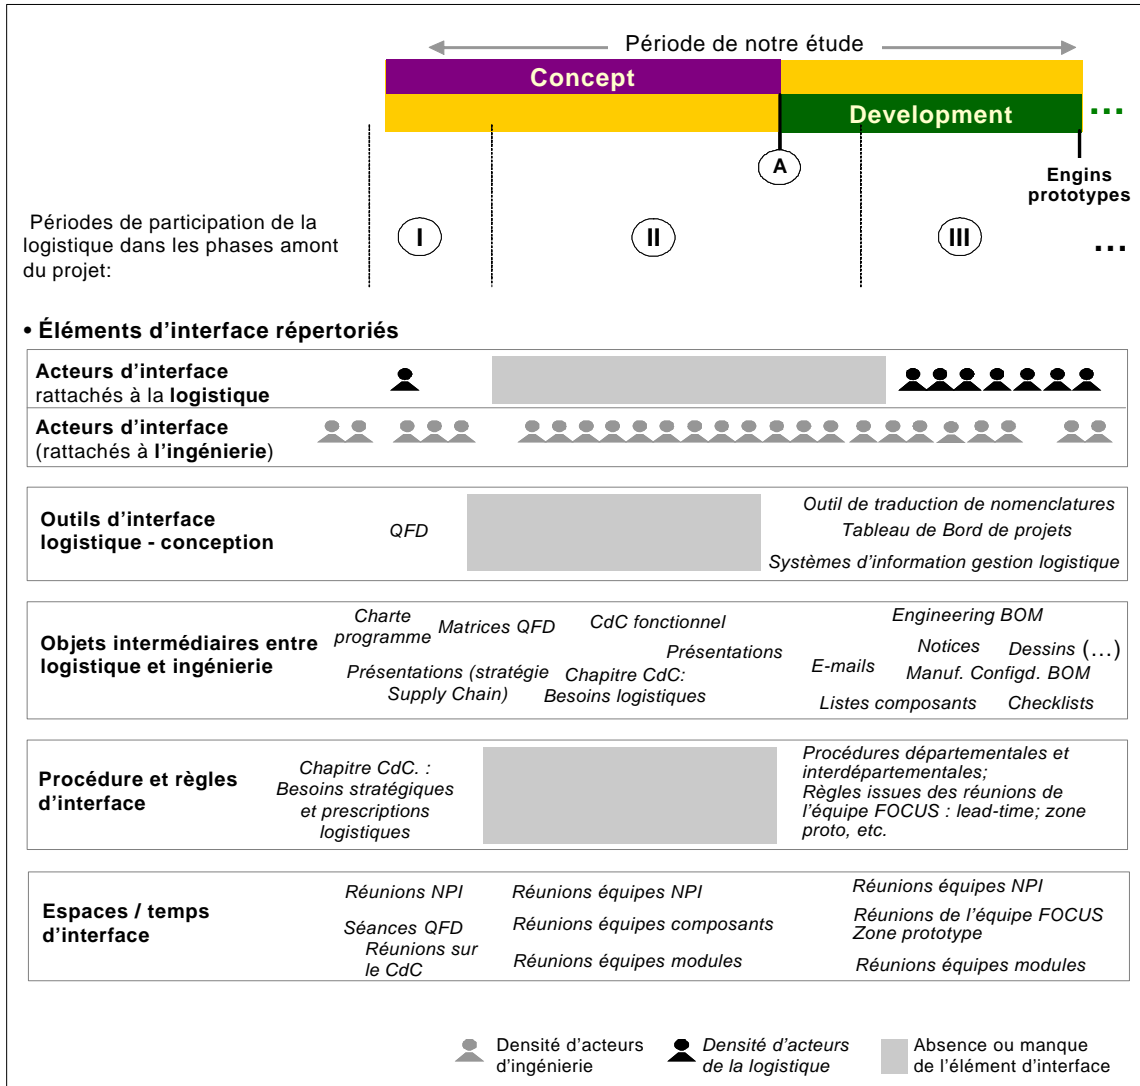 Période de notre étude
Concept
Development
...
A
Engins
prototypes
Périodes de participation de la
logistique dans les phases amont
du projet:
I
II
III
...
• Éléments d'interface répertoriés
Acteurs d'interface
rattachés à la logistique
Acteurs d'interface
(rattachés à l'ingénierie)
Outils d'interface
logistique - conception
QFD
Outil de traduction de nomenclatures
Tableau de Bord de projets
Systèmes d'information gestion logistique
Objets intermédiaires entre
logistique et ingénierie
Charte
programme
Matrices QFD
Présentations (stratégie
Supply Chain)
CdC fonctionnel
Présentations
Chapitre CdC:
Besoins logistiques
Engineering BOM
Notices
Dessins (...)
E-mails
Manuf. Configd. BOM
Listes composants
Checklists
Procédure et règles
d'interface
Chapitre CdC. :
Besoins stratégiques
et prescriptions
logistiques
Procédures départementales et
interdépartementales;
Règles issues des réunions de
l'équipe FOCUS : lead-time; zone
proto, etc.
Espaces / temps
d'interface
Réunions NPI
Séances QFD
Réunions sur
le CdC
Réunions équipes NPI
Réunions équipes composants
Réunions équipes modules
Réunions équipes NPI
Réunions de l'équipe FOCUS
Zone prototype
Réunions équipes modules
Densité d'acteurs
d'ingénierie
Densité d'acteurs
de la logistique
Absence ou manque
de l'élément d'interface